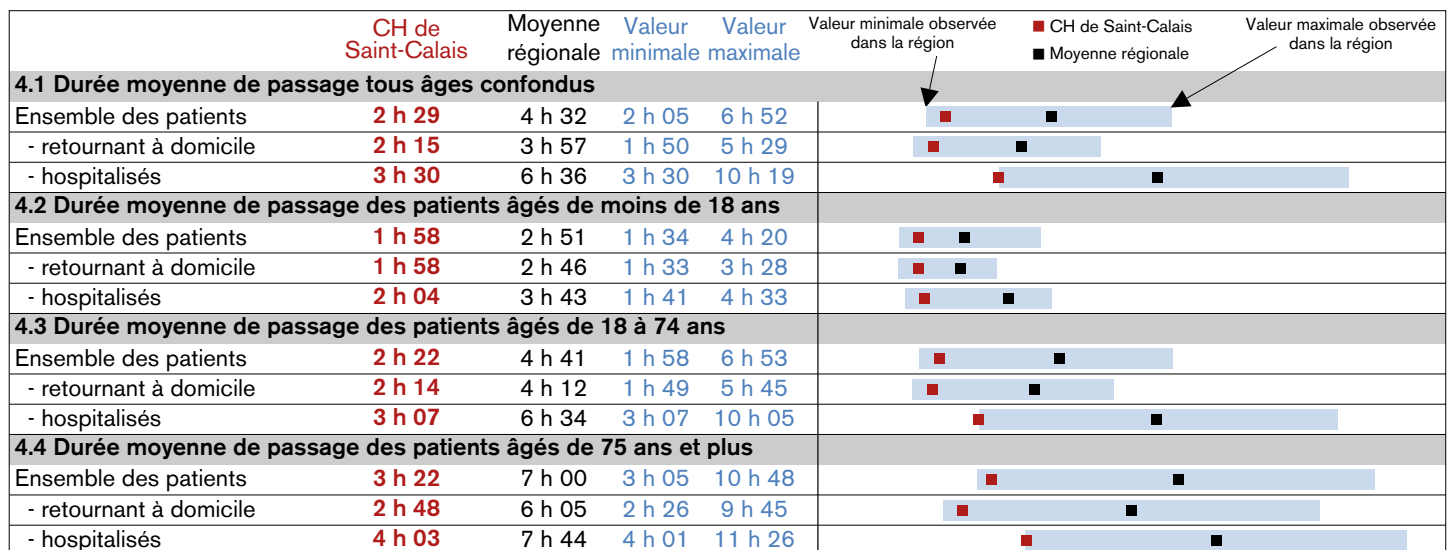 CH de Saint-Calais Moyenne régionale Valeur minimale Valeur maximale
Valeur minimale observée dans la région
CH de Saint-Calais
Moyenne régionale
Valeur maximale observée dans la région
4.1 Durée moyenne de passage tous âges confondus
Ensemble des patients 2 h 29 4 h 32 2 h 05 6 h 52
- retournant à domicile 2 h 15 3 h 57 1 h 50 5 h 29
- hospitalisés 3 h 30 6 h 36 3 h 30 10 h 19
4.2 Durée moyenne de passage des patients âgés de moins de 18 ans
Ensemble des patients 1 h 58 2 h 51 1 h 34 4 h 20
- retournant à domicile 1 h 58 2 h 46 1 h 33 3 h 28
- hospitalisés 2 h 04 3 h 43 1 h 41 4 h 33
4.3 Durée moyenne de passage des patients âgés de 18 à 74 ans
Ensemble des patients 2 h 22 4 h 41 1 h 58 6 h 53
- retournant à domicile 2 h 14 4 h 12 1 h 49 5 h 45
- hospitalisés 3 h 07 6 h 34 3 h 07 10 h 05
4.4 Durée moyenne de passage des patients âgés de 75 ans et plus
Ensemble des patients 3 h 22 7 h 00 3 h 05 10 h 48
- retournant à domicile 2 h 48 6 h 05 2 h 26 9 h 45
- hospitalisés 4 h 03 7 h 44 4 h 01 11 h 26